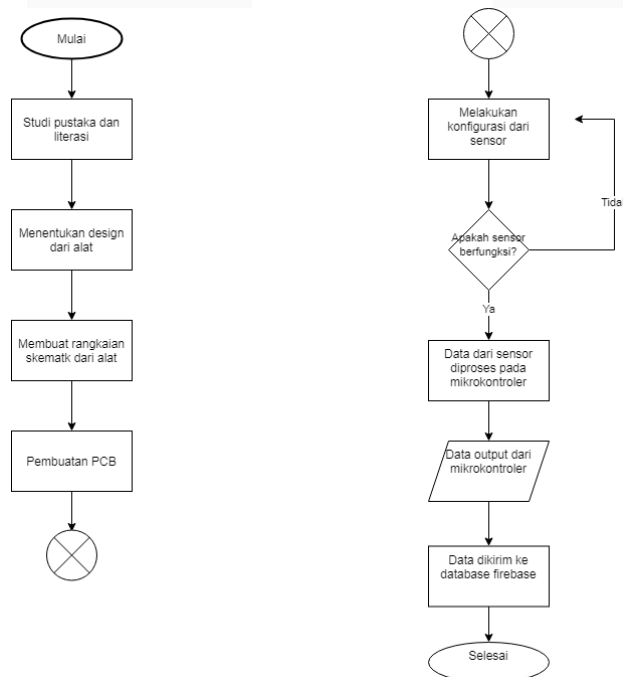 Mulai
Studi pustaka dan
literasi
Menentukan design
dari alat
Membuat rangkaian
skematk dari alat
Pembuatan PCB
Melakukan
konfigurasi dari
sensor
Apakah sensor
berfungksi?
Tida
Ya
Data dari sensor
diproses pada
mikrokontroler
Data output dari
mikrokontroler
Data dikirim ke
database firebase
Selesai